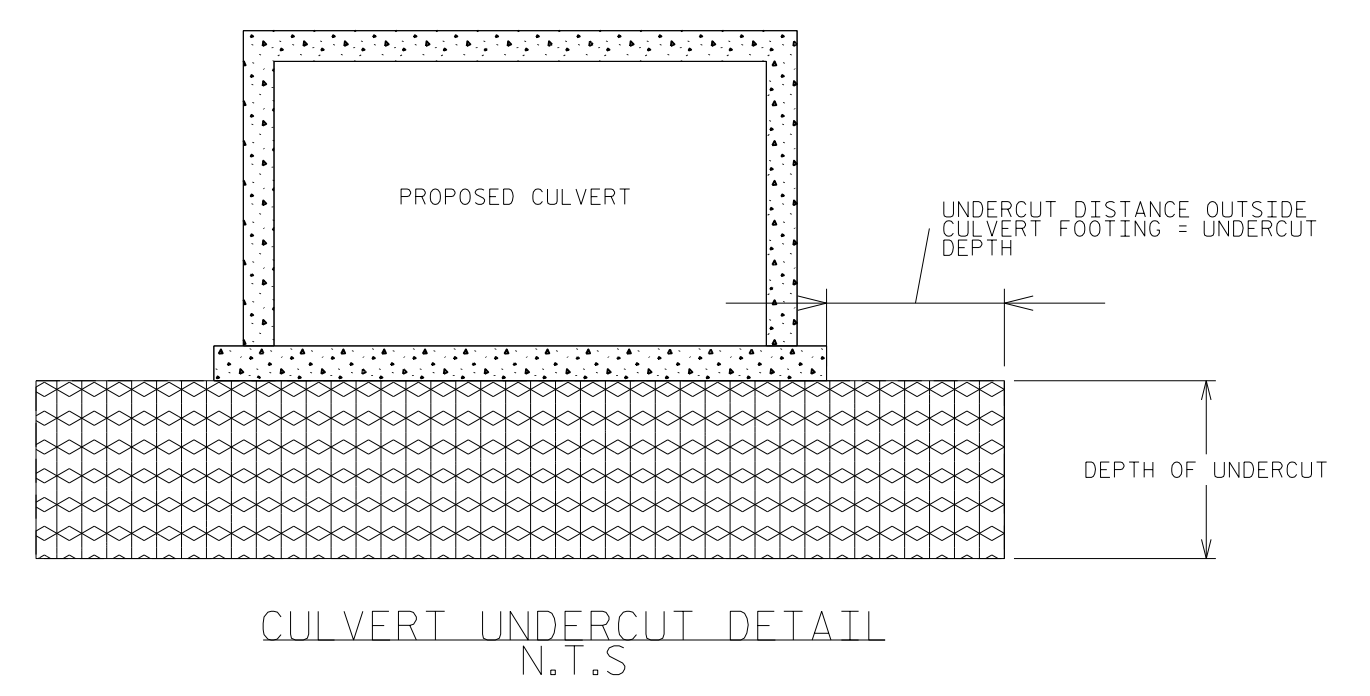 PROPOSED CULVERT
UNDERCUT DISTANCE OUTSIDE
CULVERT FOOTING = UNDERCUT
DEPTH
DEPTH OF UNDERCUT
CULVERT UNDERCUT DETAIL
N.T.S